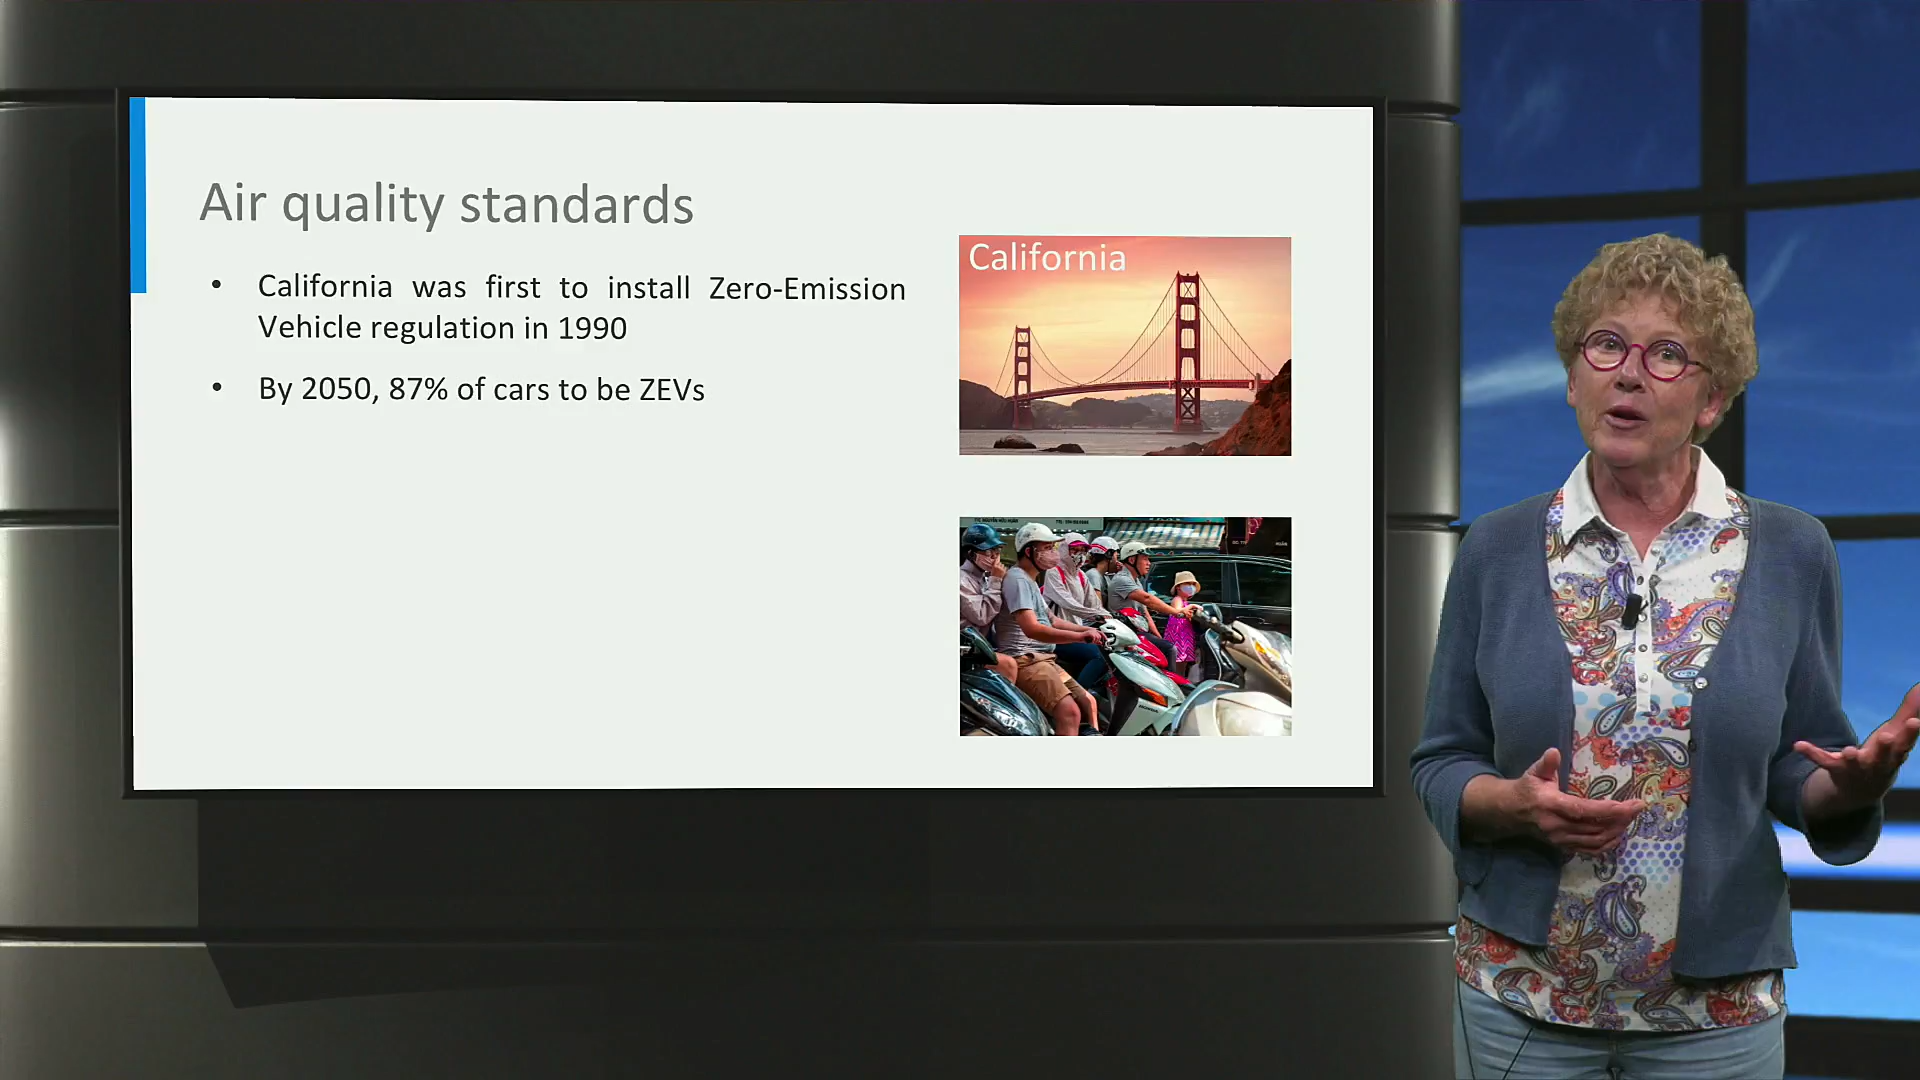 Air quality standards
• California was first to install Zero-Emission
Vehicle regulation in 1990
• By 2050, 87% of cars to be ZEVs
California
HONDA